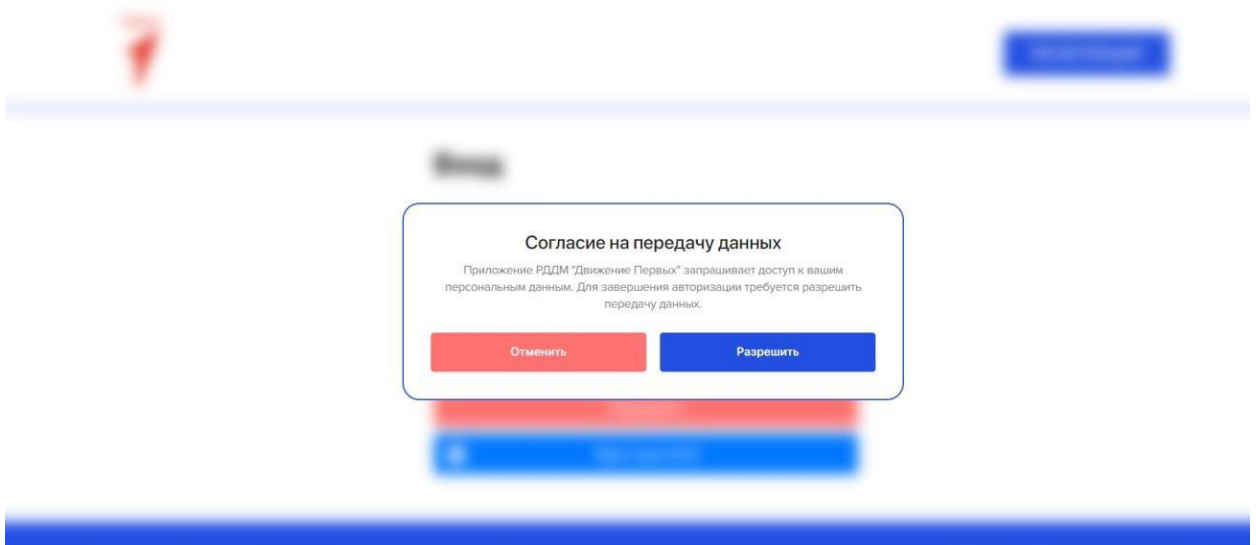 Вход
Согласие на передачу данных
Приложение РДДМ "Движение Первых" запрашивает доступ к вашим
персональным данным. Для завершения авторизации требуется разрешить
передачу данных.
Отменить
Разрешить